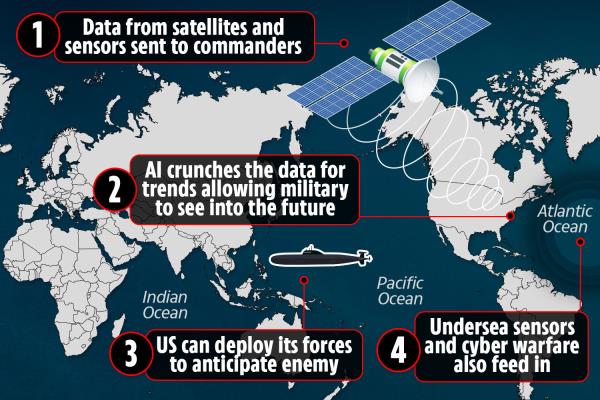 1
Data from satellites and
sensors sent to commanders
2
AI crunches the data for
trends allowing military
to see into the future
Atlantic
Ocean
Indian
Ocean
Pacific
Ocean
3
US can deploy its forces
to anticipate enemy
4
Undersea sensors
and cyber warfare
also feed in